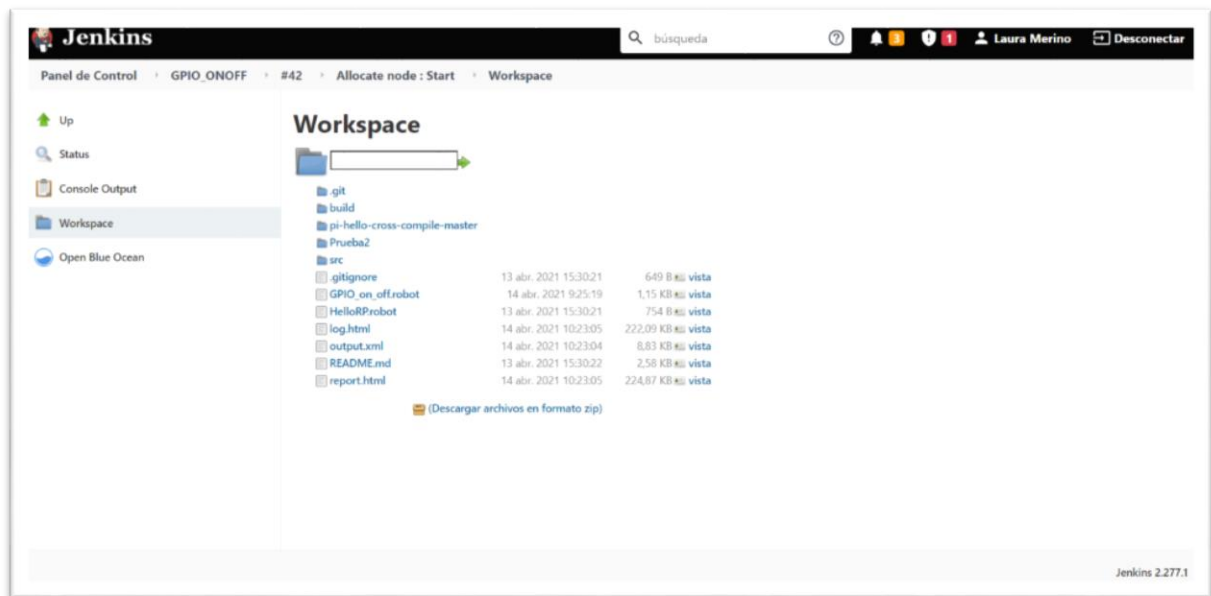 Jenkins
búsqueda
3
1
Laura Merino
Desconectar
Panel de Control
GPIO_ONOFF
#42
Allocate node : Start
Workspace
Up
Status
Console Output
Workspace
Open Blue Ocean
Workspace
.git
build
pi-hello-cross-compile-master
Prueba2
src
.gitignore 13 abr. 2021 15:30:21 649 B vista
GPIO_on_off.robot 14 abr. 2021 9:25:19 1,15 KB vista
HelloRP.robot 13 abr. 2021 15:30:21 754 B vista
log.html 14 abr. 2021 10:23:05 222,09 KB vista
output.xml 14 abr. 2021 10:23:04 8,83 KB vista
README.md 13 abr. 2021 15:30:22 2,58 KB vista
report.html 14 abr. 2021 10:23:05 224,87 KB vista
(Descargar archivos en formato zip)
Jenkins 2.277.1